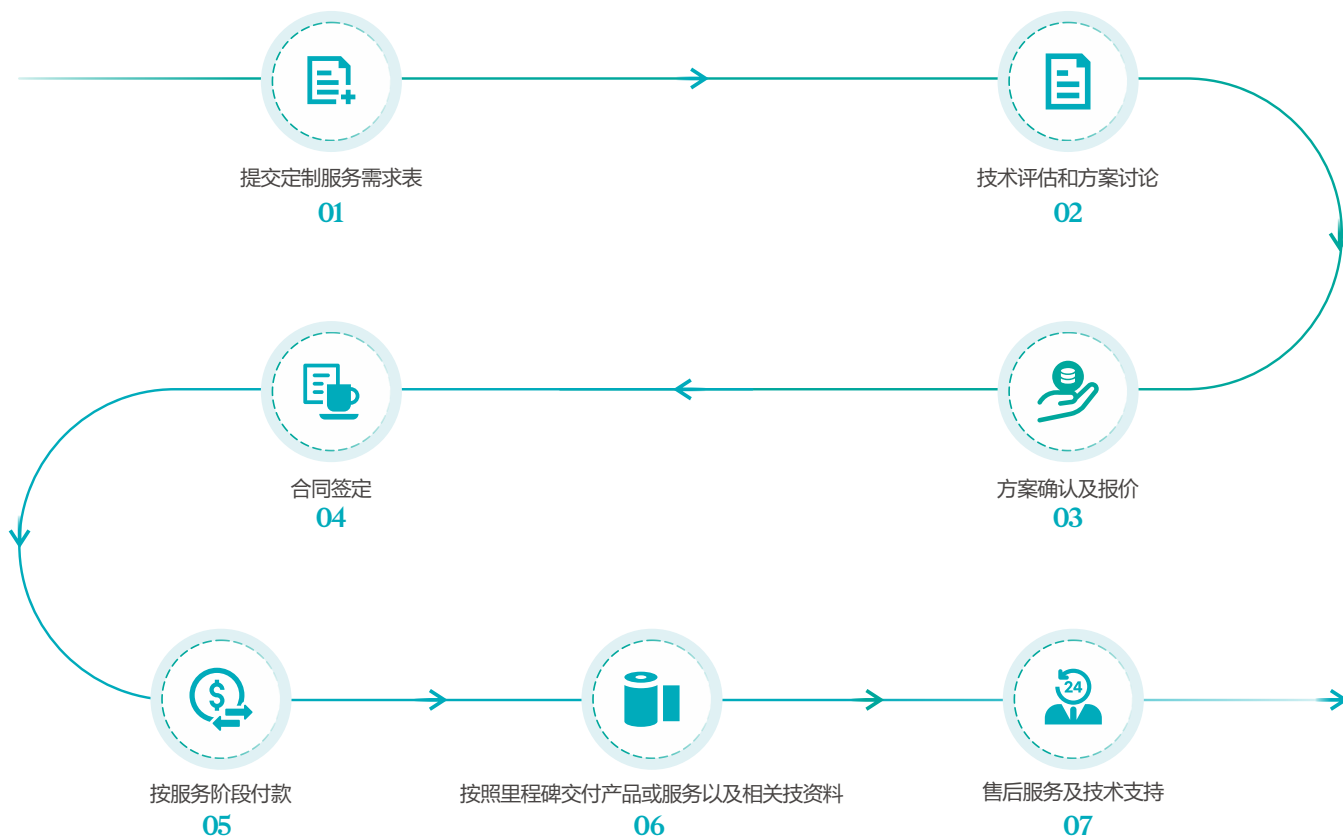 提交定制服务需求表
01
技术评估和方案讨论
02
方案确认及报价
03
合同签定
04
$
按服务阶段付款
05
按照里程碑交付产品或服务以及相关技资料
06
24
售后服务及技术支持
07